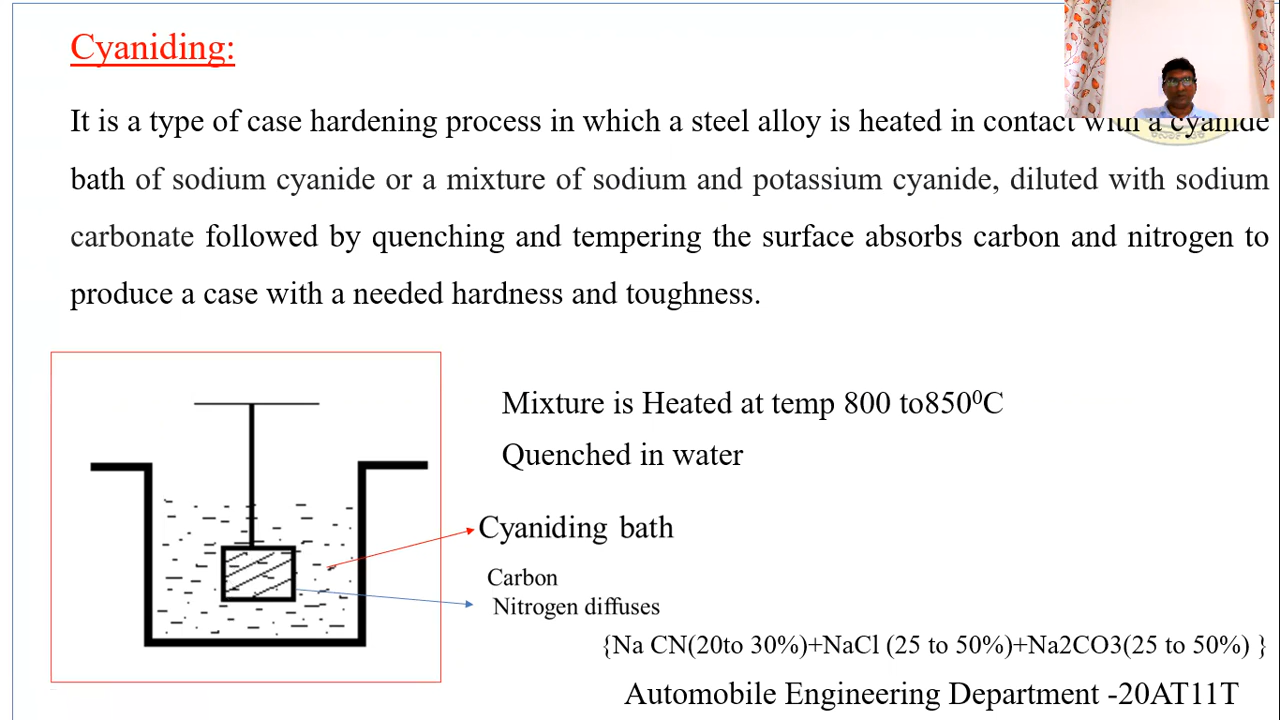 Cyaniding:
It is a type of case hardening process in which a steel alloy is heated in contact with a cyanide
bath of sodium cyanide or a mixture of sodium and potassium cyanide, diluted with sodium
carbonate followed by quenching and tempering the surface absorbs carbon and nitrogen to
produce a case with a needed hardness and toughness.
Mixture is Heated at temp 800 to850⁰C
Quenched in water
Cyaniding bath
Carbon
Nitrogen diffuses
{Na CN(20to 30%)+NaCl (25 to 50%)+Na2CO3(25 to 50%) }
Automobile Engineering Department -20AT11T